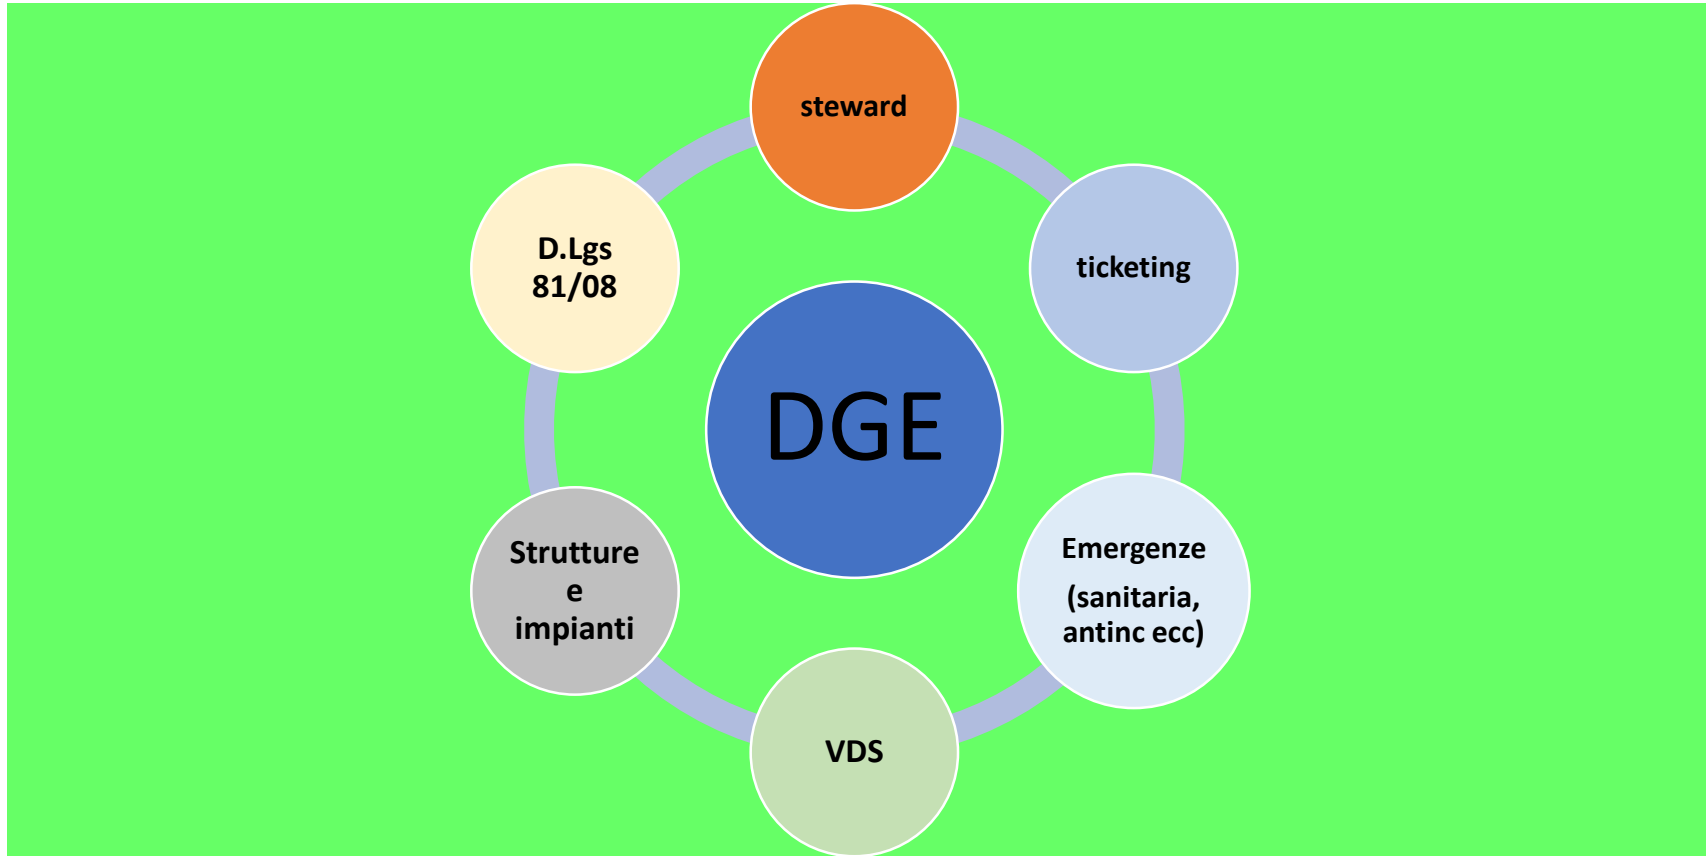 steward
ticketing
D.Lgs
81/08
DGE
Emergenze
(sanitaria,
antinc ecc)
Strutture
e
impianti
VDS